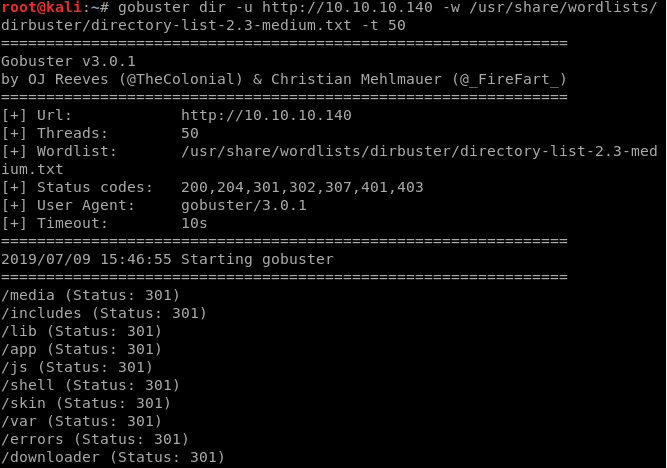 root@kali:~# gobuster dir -u http://10.10.10.140 -w /usr/share/wordlists/
dirbuster/directory-list-2.3-medium.txt -t 50
===============================================================
Gobuster v3.0.1
by OJ Reeves (@TheColonial) & Christian Mehlmauer (@_FireFart_)
===============================================================
[+] Url:            http://10.10.10.140
[+] Threads:        50
[+] Wordlist:       /usr/share/wordlists/dirbuster/directory-list-2.3-med
ium.txt
[+] Status codes:   200,204,301,302,307,401,403
[+] User Agent:     gobuster/3.0.1
[+] Timeout:        10s
===============================================================
2019/07/09 15:46:55 Starting gobuster
===============================================================
/media (Status: 301)
/includes (Status: 301)
/lib (Status: 301)
/app (Status: 301)
/js (Status: 301)
/shell (Status: 301)
/skin (Status: 301)
/var (Status: 301)
/errors (Status: 301)
/downloader (Status: 301)